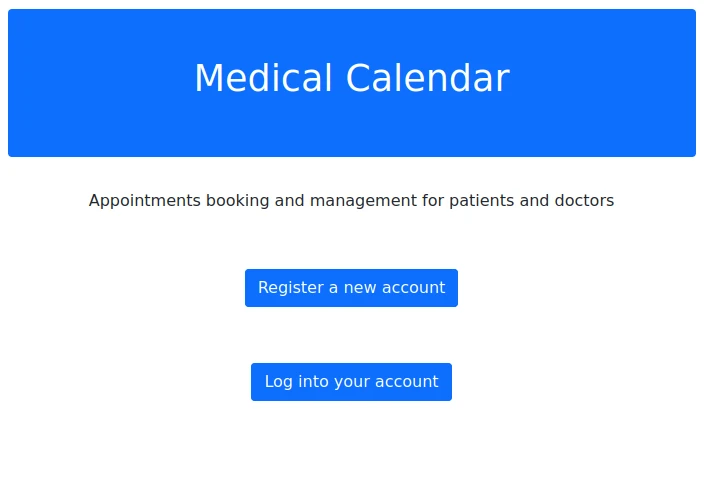 Medical Calendar
Appointments booking and management for patients and doctors
Register a new account
Log into your account